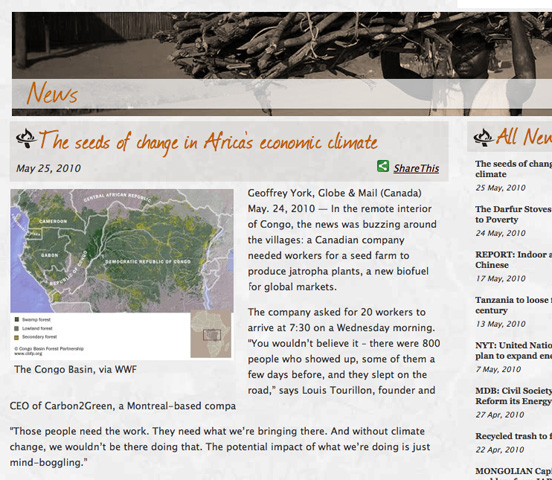 News
The seeds of change in Africa's economic climate
May 25, 2010
ShareThis
CENTRAL AFRICAN REPUBLIC
CAMEROON
GABON
DEMOCRATIC REPUBLIC OF CONGO
Swamp forest
Lowland forest
Secondary forest
© Congo Basin Forest Partnership
www.cbfp.org
The Congo Basin, via WWF
Geoffrey York, Globe & Mail (Canada)
May. 24, 2010 — In the remote interior
of Congo, the news was buzzing around
the villages: a Canadian company
needed workers for a seed farm to
produce jatropha plants, a new biofuel
for global markets.
The company asked for 20 workers to
arrive at 7:30 on a Wednesday morning.
"You wouldn't believe it – there were 800
people who showed up, some of them a
few days before, and they slept on the
road," says Louis Tourillon, founder and
CEO of Carbon2Green, a Montreal-based compa
"Those people need the work. They need what we're bringing there. And without climate
change, we wouldn't be there doing that. The potential impact of what we're doing is just
mind-boggling."
All New
The seeds of chang
climate
25 May, 2010
The Darfur Stoves
to Poverty
24 May, 2010
REPORT: Indoor a
Chinese
17 May, 2010
Tanzania to loose f
century
13 May, 2010
NYT: United Natio
plan to expand ene
7 May, 2010
MDB: Civil Society
Reform its Energy
27 Apr, 2010
Recycled trash to f
22 Apr, 2010
MONGOLIAN Capi